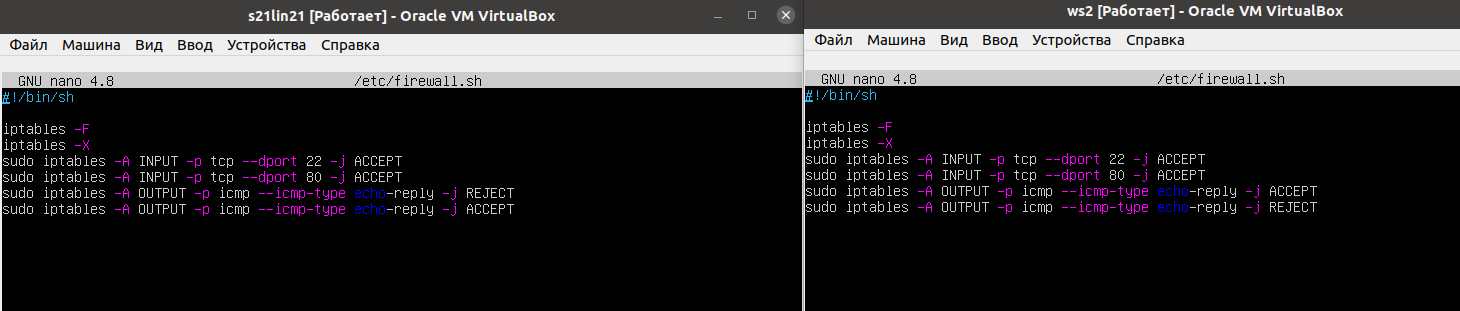 s21lin21 [Работает] - Oracle VM VirtualBox
Файл Машина Вид Ввод Устройства Справка
GNU nano 4.8 /etc/firewall.sh
#!/bin/sh
iptables -F
iptables -X
sudo iptables -A INPUT -p tcp --dport 22 -j ACCEPT
sudo iptables -A INPUT -p tcp --dport 80 -j ACCEPT
sudo iptables -A OUTPUT -p icmp --icmp-type echo-reply -j REJECT
sudo iptables -A OUTPUT -p icmp --icmp-type echo-reply -j ACCEPT
ws2 [Работает] - Oracle VM VirtualBox
Файл Машина Вид Ввод Устройства Справка
GNU nano 4.8 /etc/firewall.sh
#!/bin/sh
iptables -F
iptables -X
sudo iptables -A INPUT -p tcp --dport 22 -j ACCEPT
sudo iptables -A INPUT -p tcp --dport 80 -j ACCEPT
sudo iptables -A OUTPUT -p icmp --icmp-type echo-reply -j ACCEPT
sudo iptables -A OUTPUT -p icmp --icmp-type echo-reply -j REJECT